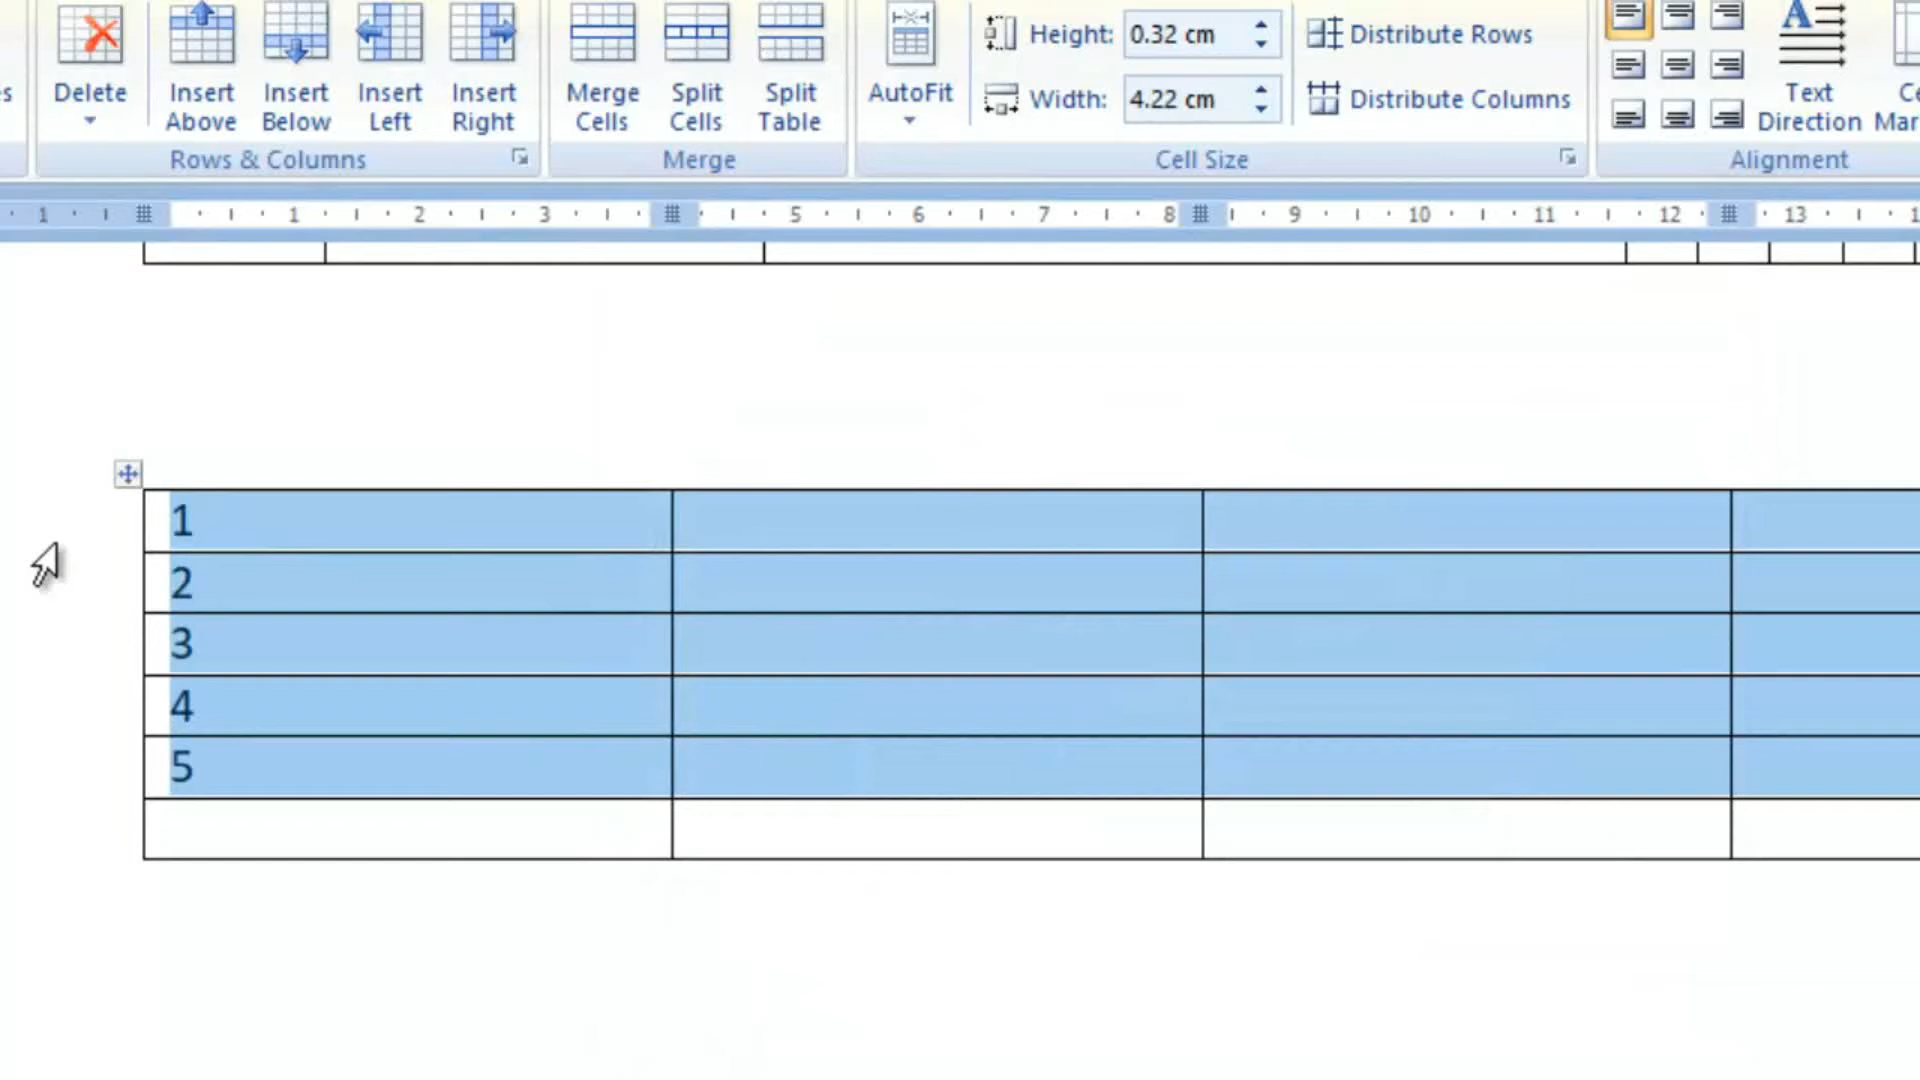 Delete
Insert Above
Insert Below
Insert Left
Insert Right
Rows & Columns
Merge Cells
Split Cells
Split Table
Merge
AutoFit
Height: 0.32 cm
Width: 4.22 cm
Distribute Rows
Distribute Columns
Cell Size
Text Direction
Alignment
1 1 2 3 5 6 7 8 9 10 11 12 13
1
2
3
4
5